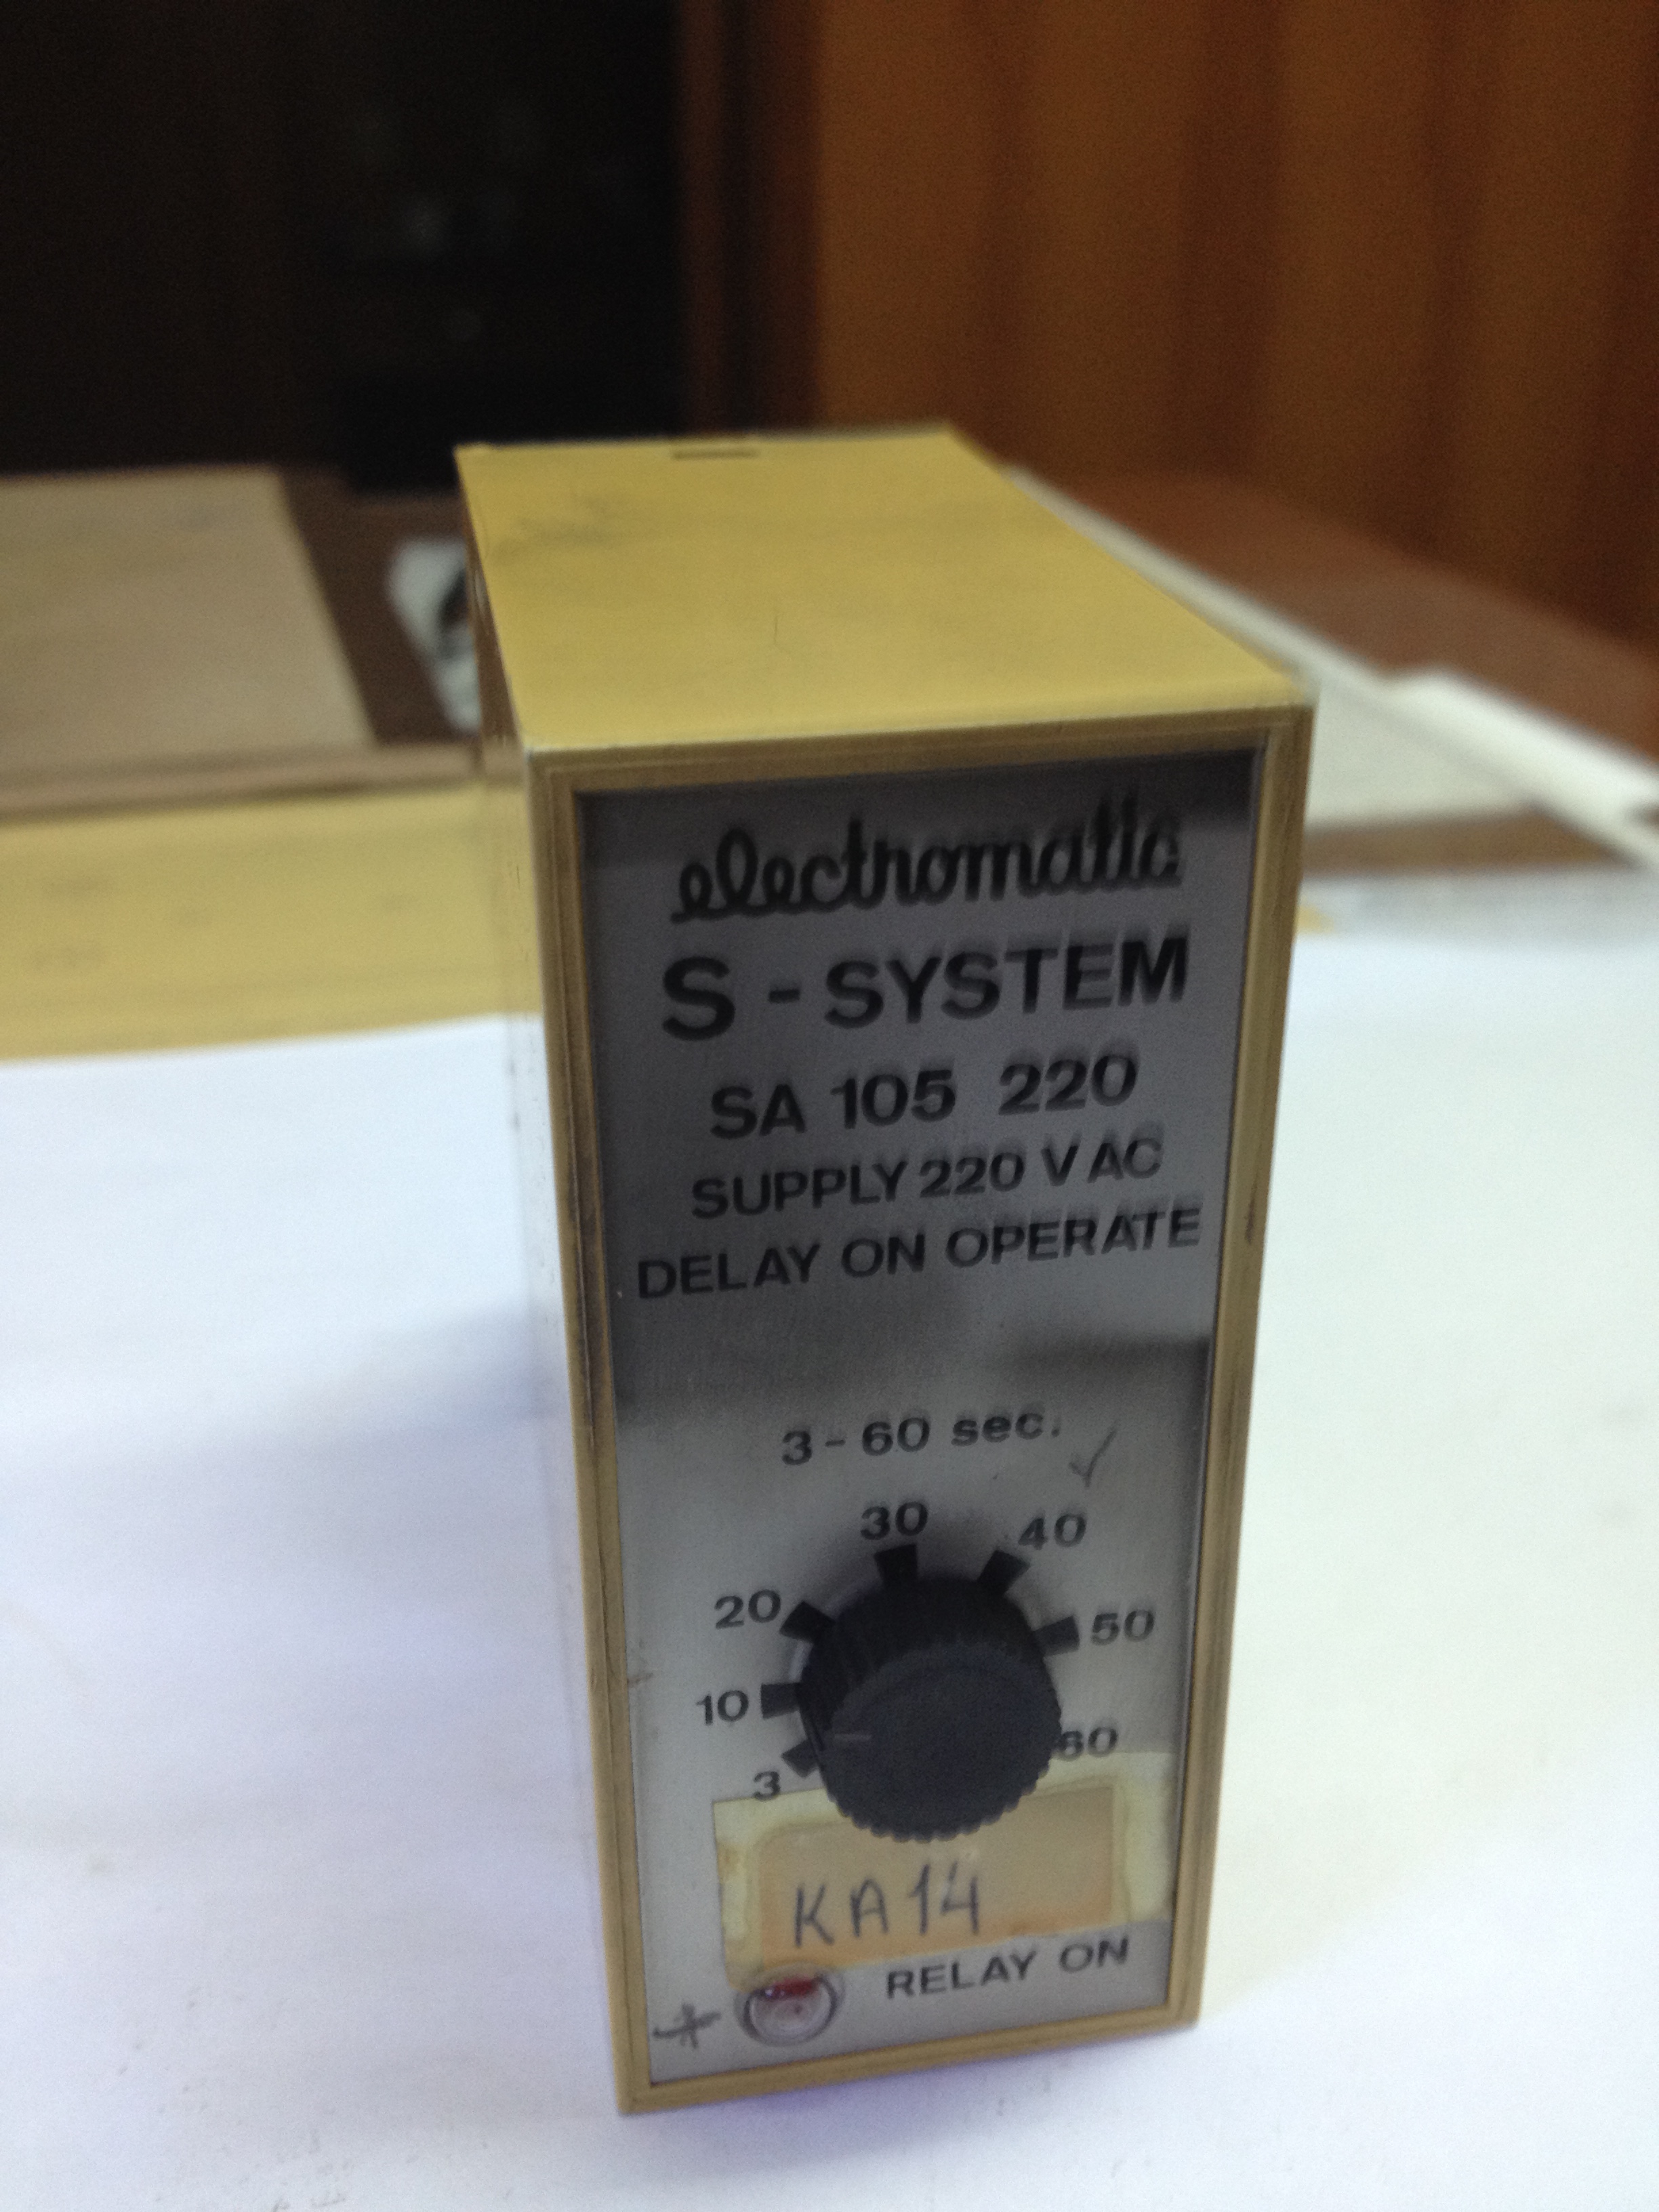 electromatic
S - SYSTEM
SA 105 220
SUPPLY 220 V AC
DELAY ON OPERATE
3 - 60 sec.
30
40
20
50
10
60
3
KA14
RELAY ON